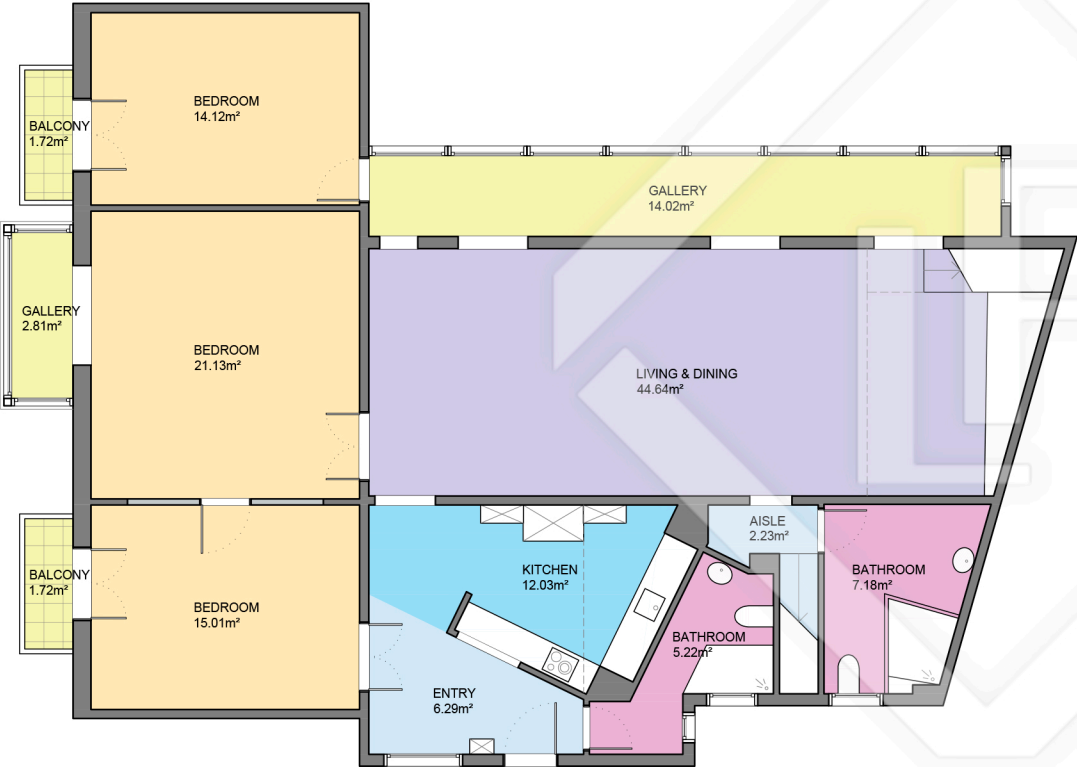 BEDROOM
14.12m²
BALCONY
1.72m²
GALLERY
14.02m²
GALLERY
2.81m²
BEDROOM
21.13m²
LIVING & DINING
44.64m²
AISLE
2.23m²
KITCHEN
12.03m²
BATHROOM
7.18m²
BALCONY
1.72m²
BEDROOM
15.01m²
BATHROOM
5.22m²
ENTRY
6.29m²